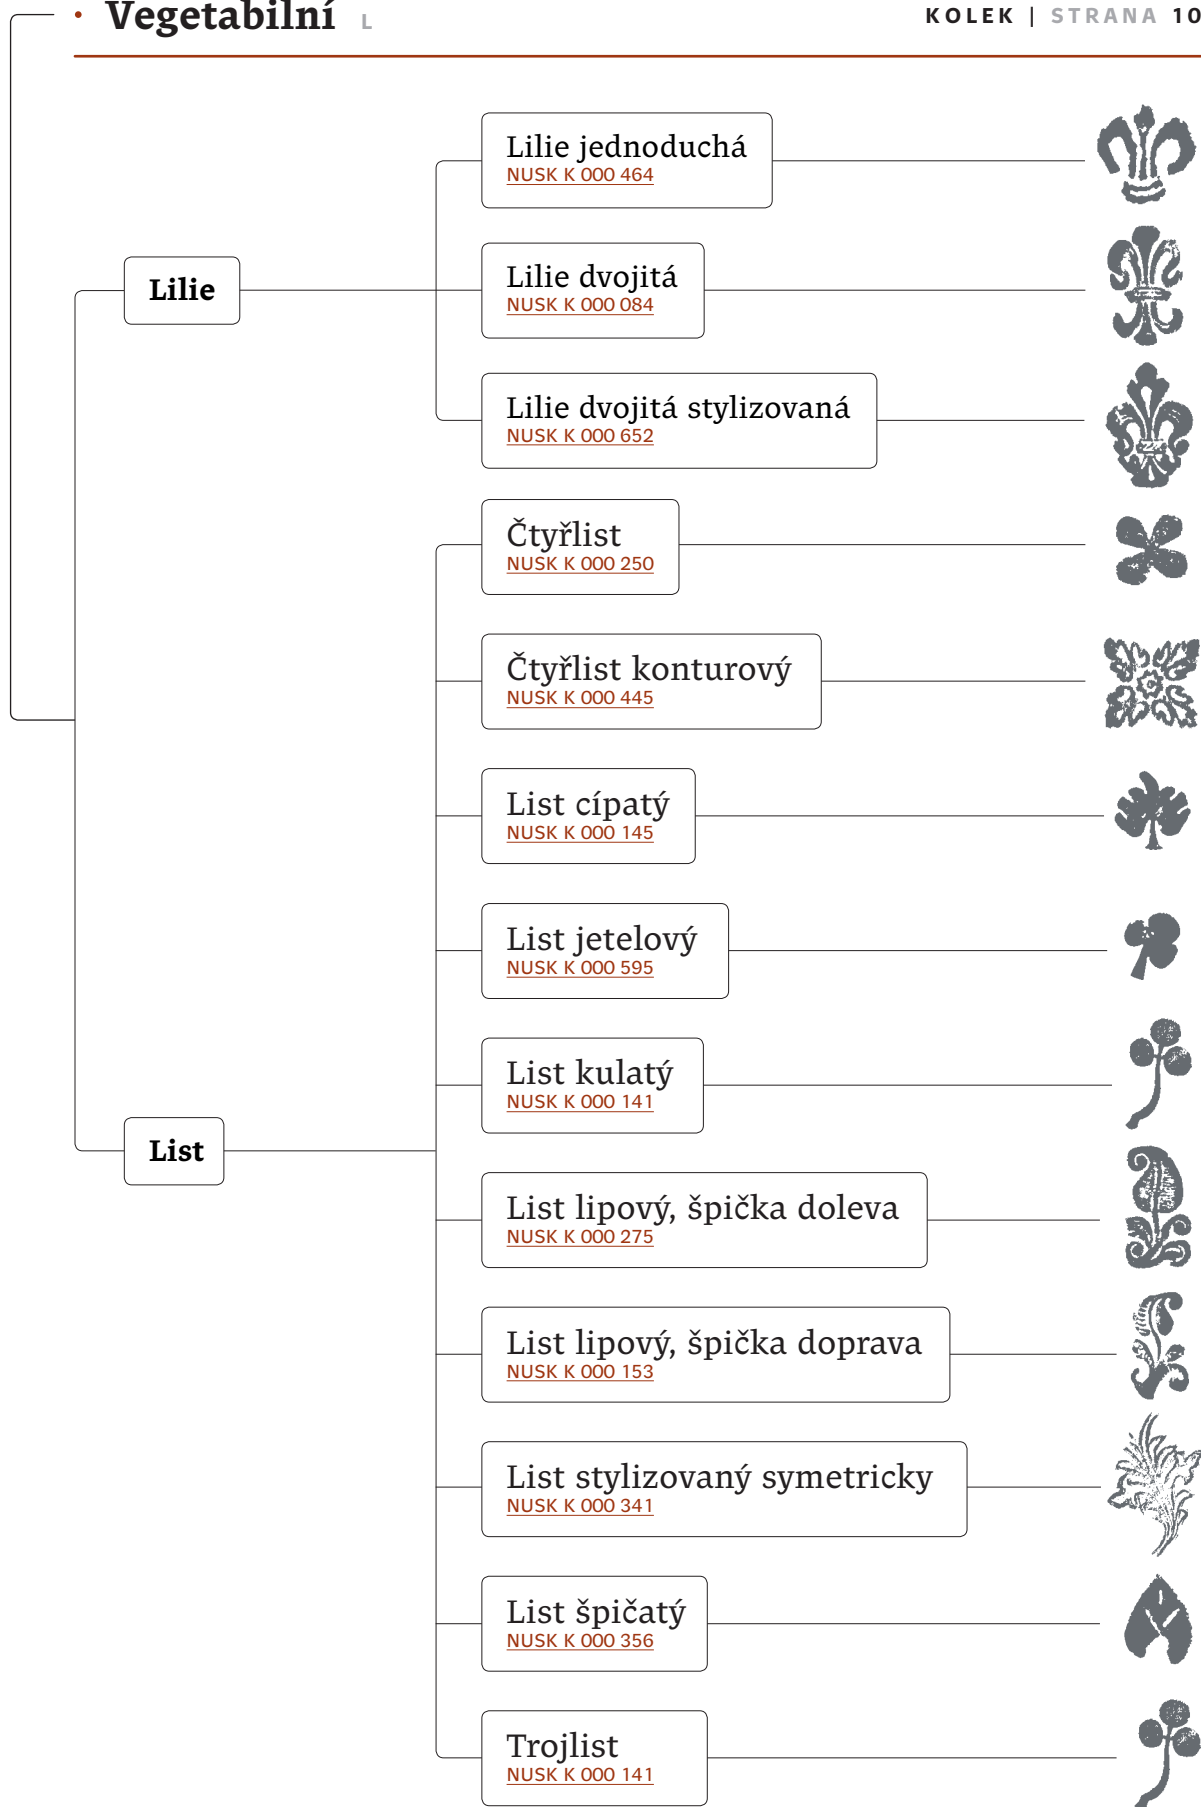 · Vegetabilní L
KOLEK | STRANA 10
Lilie
Lilie jednoduchá
NUSK K 000 464
Lilie dvojitá
NUSK K 000 084
Lilie dvojitá stylizovaná
NUSK K 000 652
List
Čtyřlist
NUSK K 000 250
Čtyřlist konturový
NUSK K 000 445
List cípatý
NUSK K 000 145
List jetelový
NUSK K 000 595
List kulatý
NUSK K 000 141
List lipový, špička doleva
NUSK K 000 275
List lipový, špička doprava
NUSK K 000 153
List stylizovaný symetricky
NUSK K 000 341
List špičatý
NUSK K 000 356
Trojlist
NUSK K 000 141